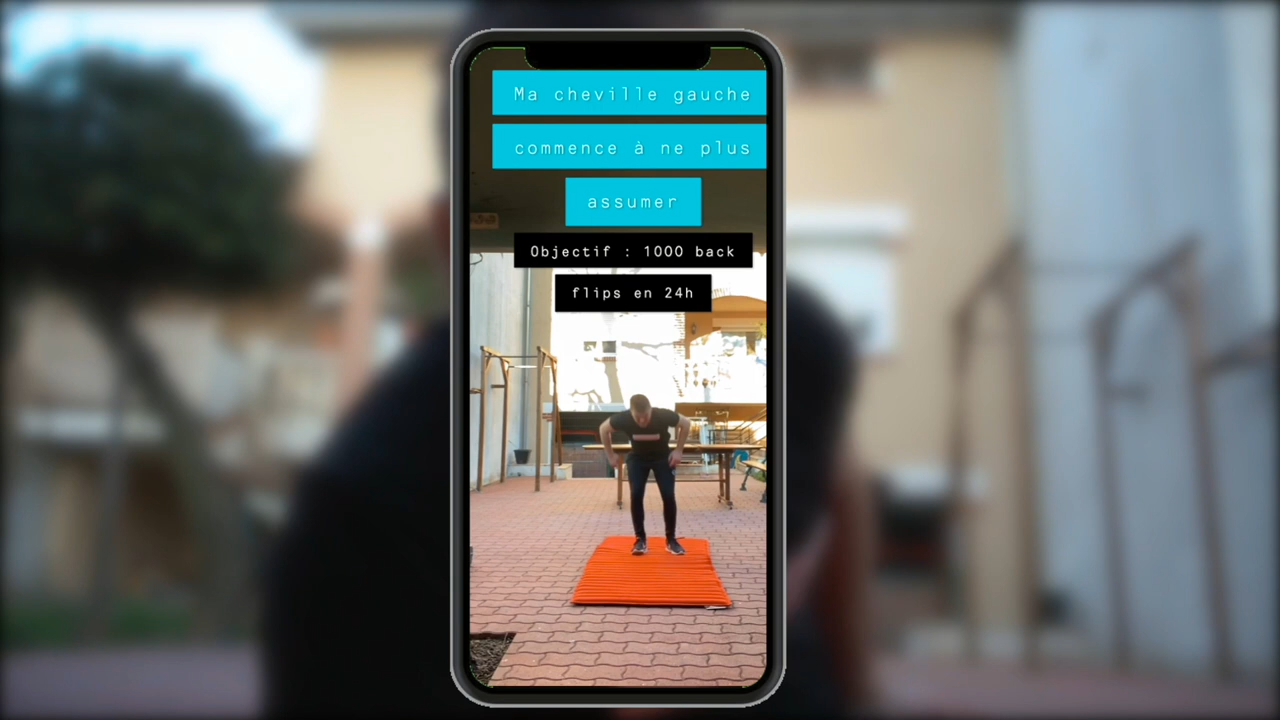 Ma cheville gauche
commence à ne plus
assumer
Objectif : 1000 back
flips en 24h